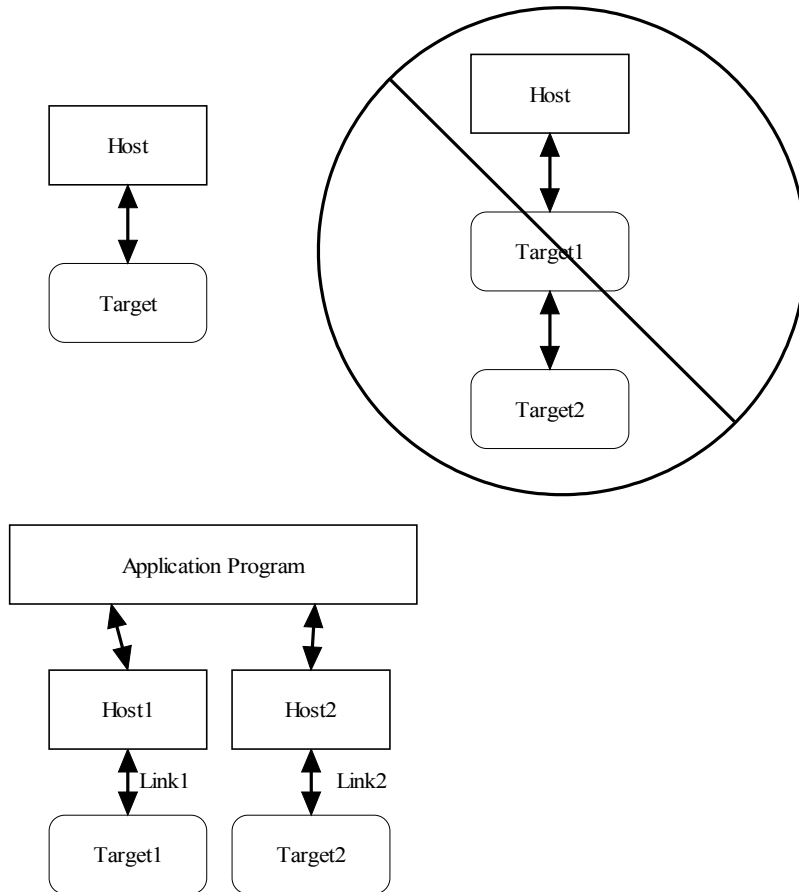 Host
Target
Host
Target1
Target2
Application Program
Host1
Host2
Link1
Link2
Target1
Target2